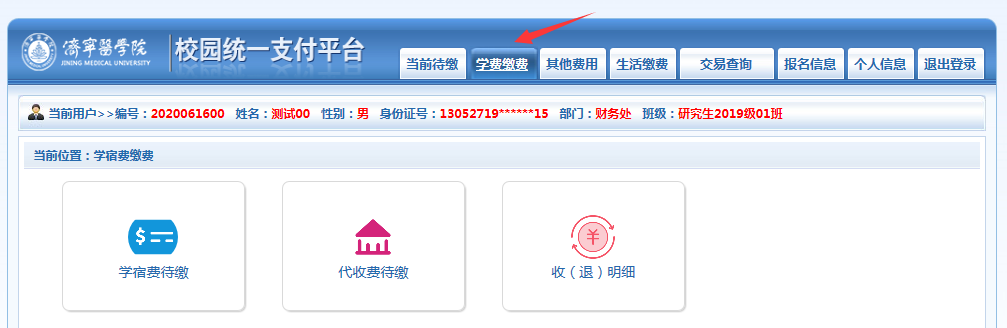 濟寧醫學院
JINING MEDICAL UNIVERSITY
校园统一支付平台
当前待缴 学费缴费 其他费用 生活缴费 交易查询 报名信息 个人信息 退出登录
当前用户>>编号：2020061600 姓名：测试00 性别：男 身份证号：13052719******15 部门：财务处 班级：研究生2019级01班
当前位置：学宿费缴费
学宿费待缴 代收费待缴 收（退）明细